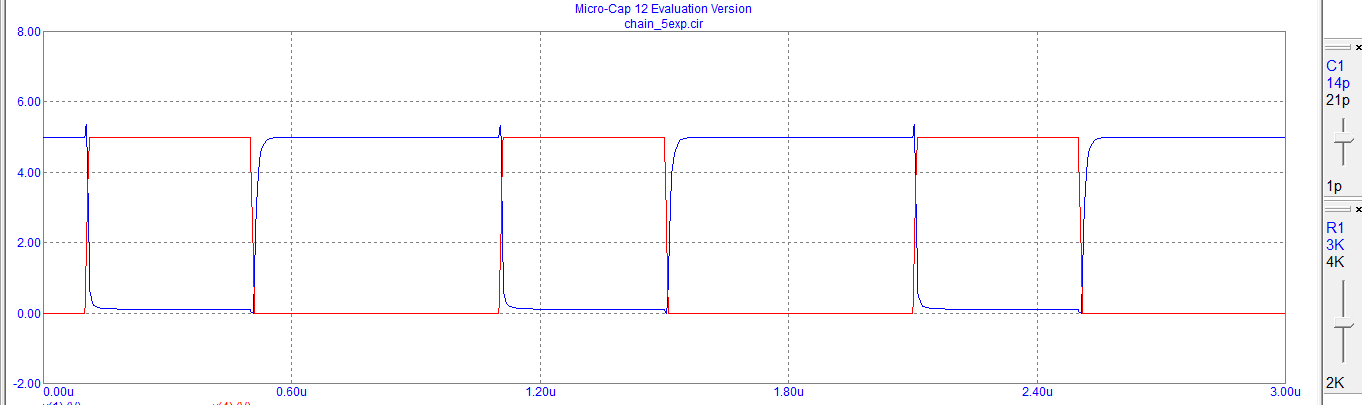 Micro-Cap 12 Evaluation Version
chain_5exp.cir
8.00
6.00
4.00
2.00
0.00
-2.00
0.00u 0.60u 1.20u 1.80u 2.40u 3.00u
C1
14p
21p
1p
R1
3K
4K
2K